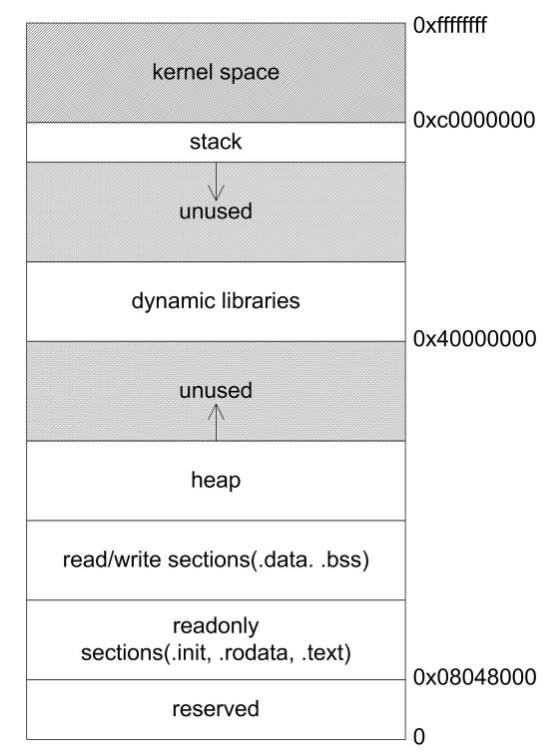 0xffffffff
kernel space
0xc0000000
stack
unused
dynamic libraries
0x40000000
unused
heap
read/write sections(.data. .bss)
readonly
sections(.init, .rodata, .text)
0x08048000
reserved
0